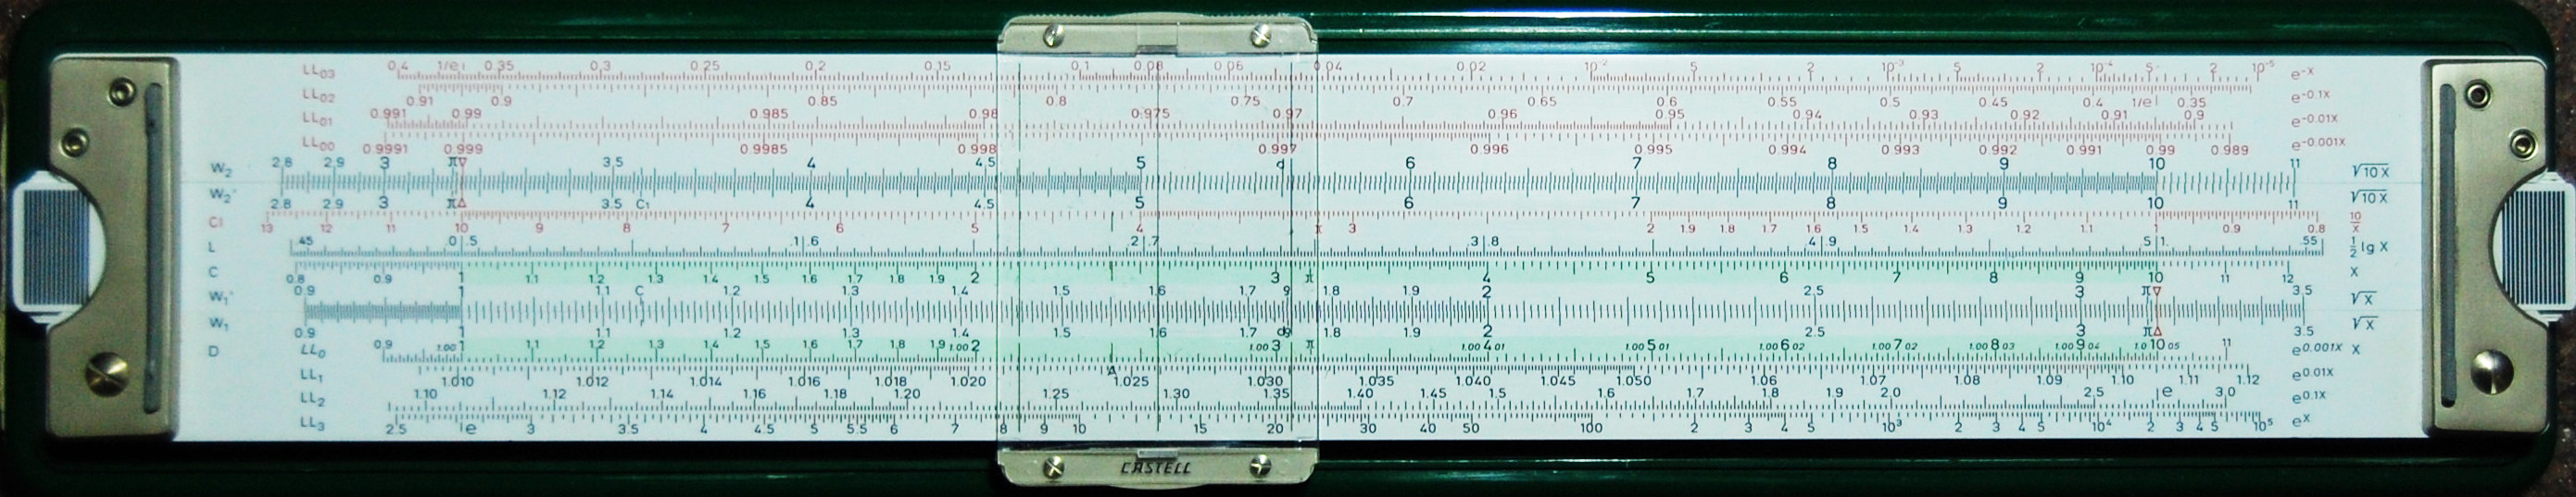 LL03 0,4 1/e 0,35 0,3 0,25 0,2 0,15 0,1 0,08 0,06 0,04 0,02 10⁻² 5 2 10⁻³ 5 2 10⁻⁴ 5 2 10⁻⁵ e⁻ˣ
LL02 0.91 0.9 0.85 0.8 0.75 0.7 0.65 0.6 0.55 0.5 0.45 0.4 1/e 0.35 e⁻⁰·¹ˣ
LL01 0.991 0.99 0.985 0.98 0.975 0.97 0.96 0.95 0.94 0.93 0.92 0.91 0.9 e⁻⁰·⁰¹ˣ
LL00 0.9991 0.999 0.9985 0.998 0.997 0.996 0.995 0.994 0.993 0.992 0.991 0.99 0.989 e⁻⁰·⁰⁰¹ˣ
W2 2.8 2.9 3 π 3.5 4 4.5 5 d 6 7 8 9 10 11 √10 X
W2' 2.8 2.9 3 π 3.5 C1 4 4.5 5 6 7 8 9 10 11 √10 X
CI 13 12 11 10 9 8 7 6 5 4 3 2 1.9 1.8 1.7 1.6 1.5 1.4 1.3 1.2 1.1 1 0.9 0.8 10/X
L .45 .0 .5 .1 .6 .2 .7 .3 .8 .4 .9 .5 1. .55 ½ lg X
C 0.8 0.9 1 1.1 1.2 1.3 1.4 1.5 1.6 1.7 1.8 1.9 2 3 π 4 5 6 7 8 9 10 11 12 X
W1' 0.9 1 1.1 C 1.2 1.3 1.4 1.5 1.6 1.7 1.8 1.9 2 2.5 3 π 3.5 √X
W1 0.9 1 1.1 1.2 1.3 1.4 1.5 1.6 1.7 d 1.8 1.9 2 2.5 3 π 3.5 √X
D LL0 0.9 1.00 1 1.1 1.2 1.3 1.4 1.5 1.6 1.7 1.8 1.9 1.00 2 1.00 3 π 1.00 4 01 1.00 5 01 1.00 6 02 1.00 7 02 1.00 8 03 1.00 9 04 1.0 10 05 11 e⁰·⁰⁰¹ˣ X
LL1 1.010 1.012 1.014 1.016 1.018 1.020 1.025 1.030 1.035 1.040 1.045 1.050 1.06 1.07 1.08 1.09 1.10 1.11 1.12 e⁰·⁰¹ˣ
LL2 1.10 1.12 1.14 1.16 1.18 1.20 1.25 1.30 1.35 1.40 1.45 1.5 1.6 1.7 1.8 1.9 2.0 2.5 e 3.0 e⁰·¹ˣ
LL3 2.5 e 3 3.5 4 4.5 5 5.5 6 7 8 9 10 15 20 30 40 50 100 2 3 4 5 10³ 2 3 4 5 10⁴ 2 3 4 5 10⁵ eˣ
CASTELL